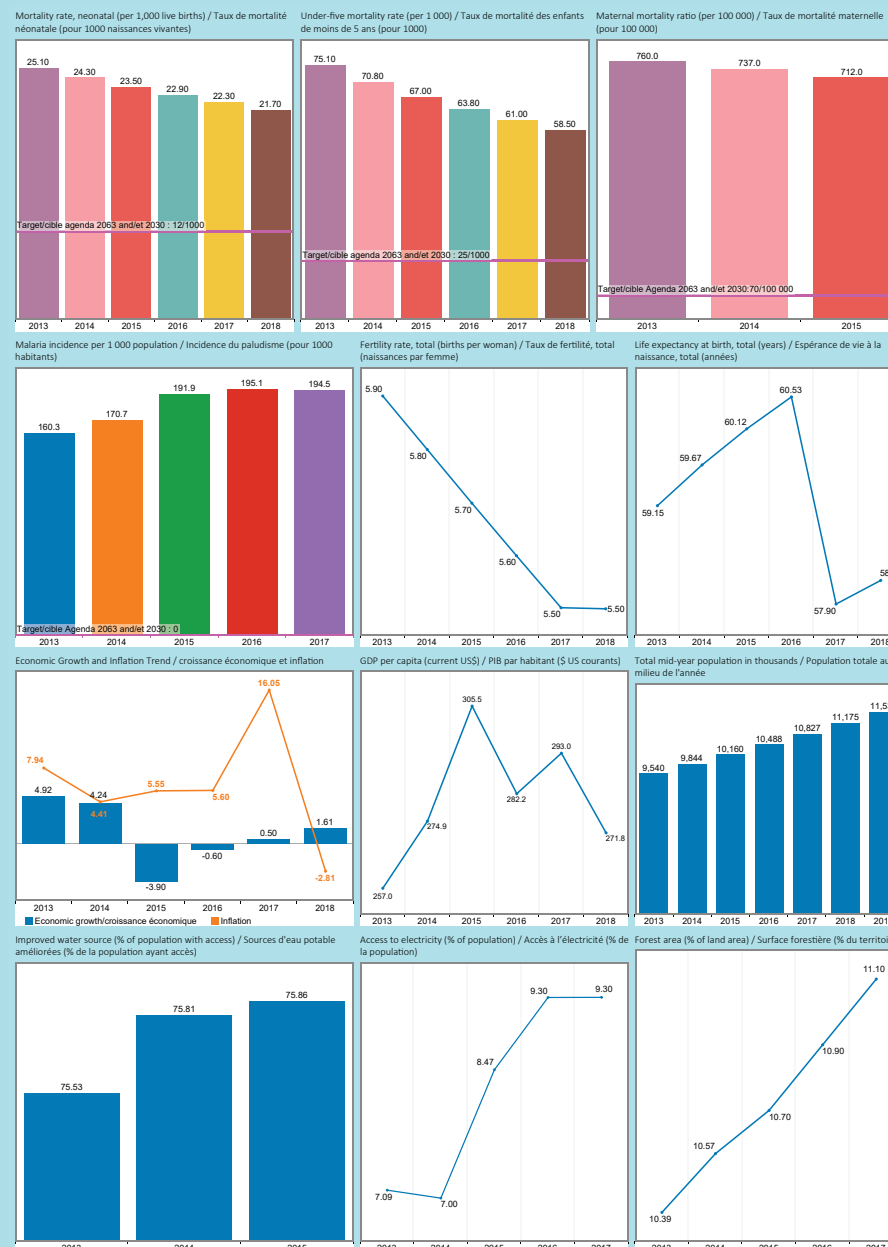 Mortality rate, neonatal (per 1,000 live births) / Taux de mortalité
néonatale (pour 1000 naissances vivantes)
25.10
24.30
23.50
22.90
22.30
21.70
Target/cible agenda 2063 and/et 2030 : 12/1000
2013 2014 2015 2016 2017 2018
Under-five mortality rate (per 1 000) / Taux de mortalité des enfants
de moins de 5 ans (pour 1000)
75.10
70.80
67.00
63.80
61.00
58.50
Target/cible agenda 2063 and/et 2030 : 25/1000
2013 2014 2015 2016 2017 2018
Maternal mortality ratio (per 100 000) / Taux de mortalité maternelle
(pour 100 000)
760.0
737.0
712.0
Target/cible Agenda 2063 and/et 2030:70/100 000
2013 2014 2015
Malaria incidence per 1 000 population / Incidence du paludisme (pour 1000
habitants)
160.3
170.7
191.9
195.1
194.5
Target/cible Agenda 2063 and/et 2030 : 0
2013 2014 2015 2016 2017
Fertility rate, total (births per woman) / Taux de fertilité, total
(naissances par femme)
5.90
5.80
5.70
5.60
5.50
5.50
2013 2014 2015 2016 2017 2018
Life expectancy at birth, total (years) / Espérance de vie à la
naissance, total (années)
59.15
59.67
60.12
60.53
57.90
58
2013 2014 2015 2016 2017 2018
Economic Growth and Inflation Trend / croissance économique et inflation
16.05
7.94
5.55
5.60
4.92
4.24
4.41
-3.90
-0.60
0.50
1.61
-2.81
2013 2014 2015 2016 2017 2018
Economic growth/croissance économique Inflation
GDP per capita (current US$) / PIB par habitant ($ US courants)
257.0
274.9
305.5
282.2
293.0
271.8
2013 2014 2015 2016 2017 2018
Total mid-year population in thousands / Population totale au
milieu de l'année
9,540
9,844
10,160
10,488
10,827
11,175
11,5
2013 2014 2015 2016 2017 2018 201
Improved water source (% of population with access) / Sources d'eau potable
améliorées (% de la population ayant accès)
75.53
75.81
75.86
2013 2014 2015
Access to electricity (% of population) / Accès à l'électricité (% de
la population)
7.09
7.00
8.47
9.30
9.30
2013 2014 2015 2016 2017
Forest area (% of land area) / Surface forestière (% du territoi
10.39
10.57
10.70
10.90
11.10
2013 2014 2015 2016 2017